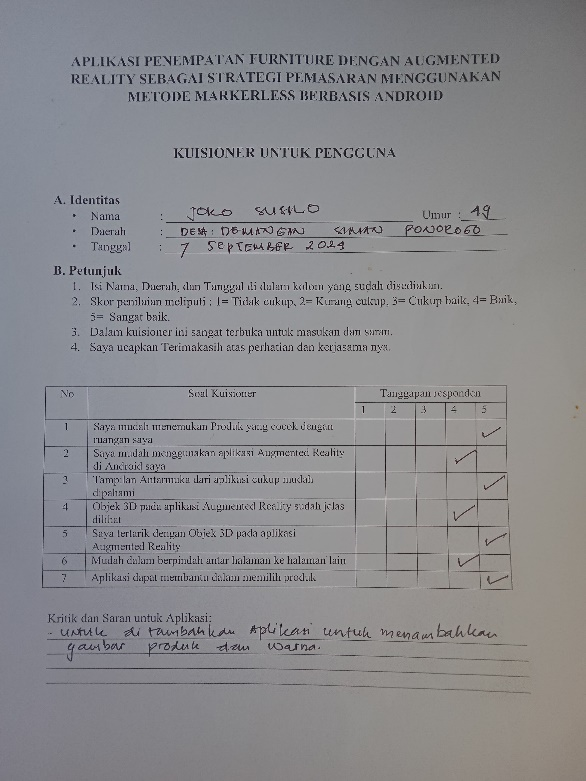 APLIKASI PENEMPATAN FURNITURE DENGAN AUGMENTED
REALITY SEBAGAI STRATEGI PEMASARAN MENGGUNAKAN
METODE MARKERLESS BERBASIS ANDROID
KUISIONER UNTUK PENGGUNA
A. Identitas
• Nama : JOKO SUSILO Umur : 49
• Daerah : DESA: DEMANGAN SIMAN PONOROGO
• Tanggal : 7 SEPTEMBER 2024
B. Petunjuk
1. Isi Nama, Daerah, dan Tanggal di dalam kolom yang sudah disediakan.
2. Skor penilaian meliputi : 1= Tidak cukup, 2= Kurang cukup, 3= Cukup baik, 4= Baik,
5= Sangat baik.
3. Dalam kuisioner ini sangat terbuka untuk masukan dan saran.
4. Saya ucapkan Terimakasih atas perhatian dan kerjasama nya.
No Soal Kuisioner Tanggapan responden
1 2 3 4 5
1 Saya mudah menemukan Produk yang cocok dengan
ruangan saya ✓
2 Saya mudah menggunakan aplikasi Augmented Reality
di Android saya ✓
3 Tampilan Antarmuka dari aplikasi cukup mudah
dipahami ✓
4 Objek 3D pada aplikasi Augmented Reality sudah jelas
dilihat ✓
5 Saya tertarik dengan Objek 3D pada aplikasi
Augmented Reality ✓
6 Mudah dalam berpindah antar halaman ke halaman lain ✓
7 Aplikasi dapat membantu dalam memilih produk ✓
Kritik dan Saran untuk Aplikasi:
- untuk di tambahkan Aplikasi untuk menambahkan
gambar produk dan warna.